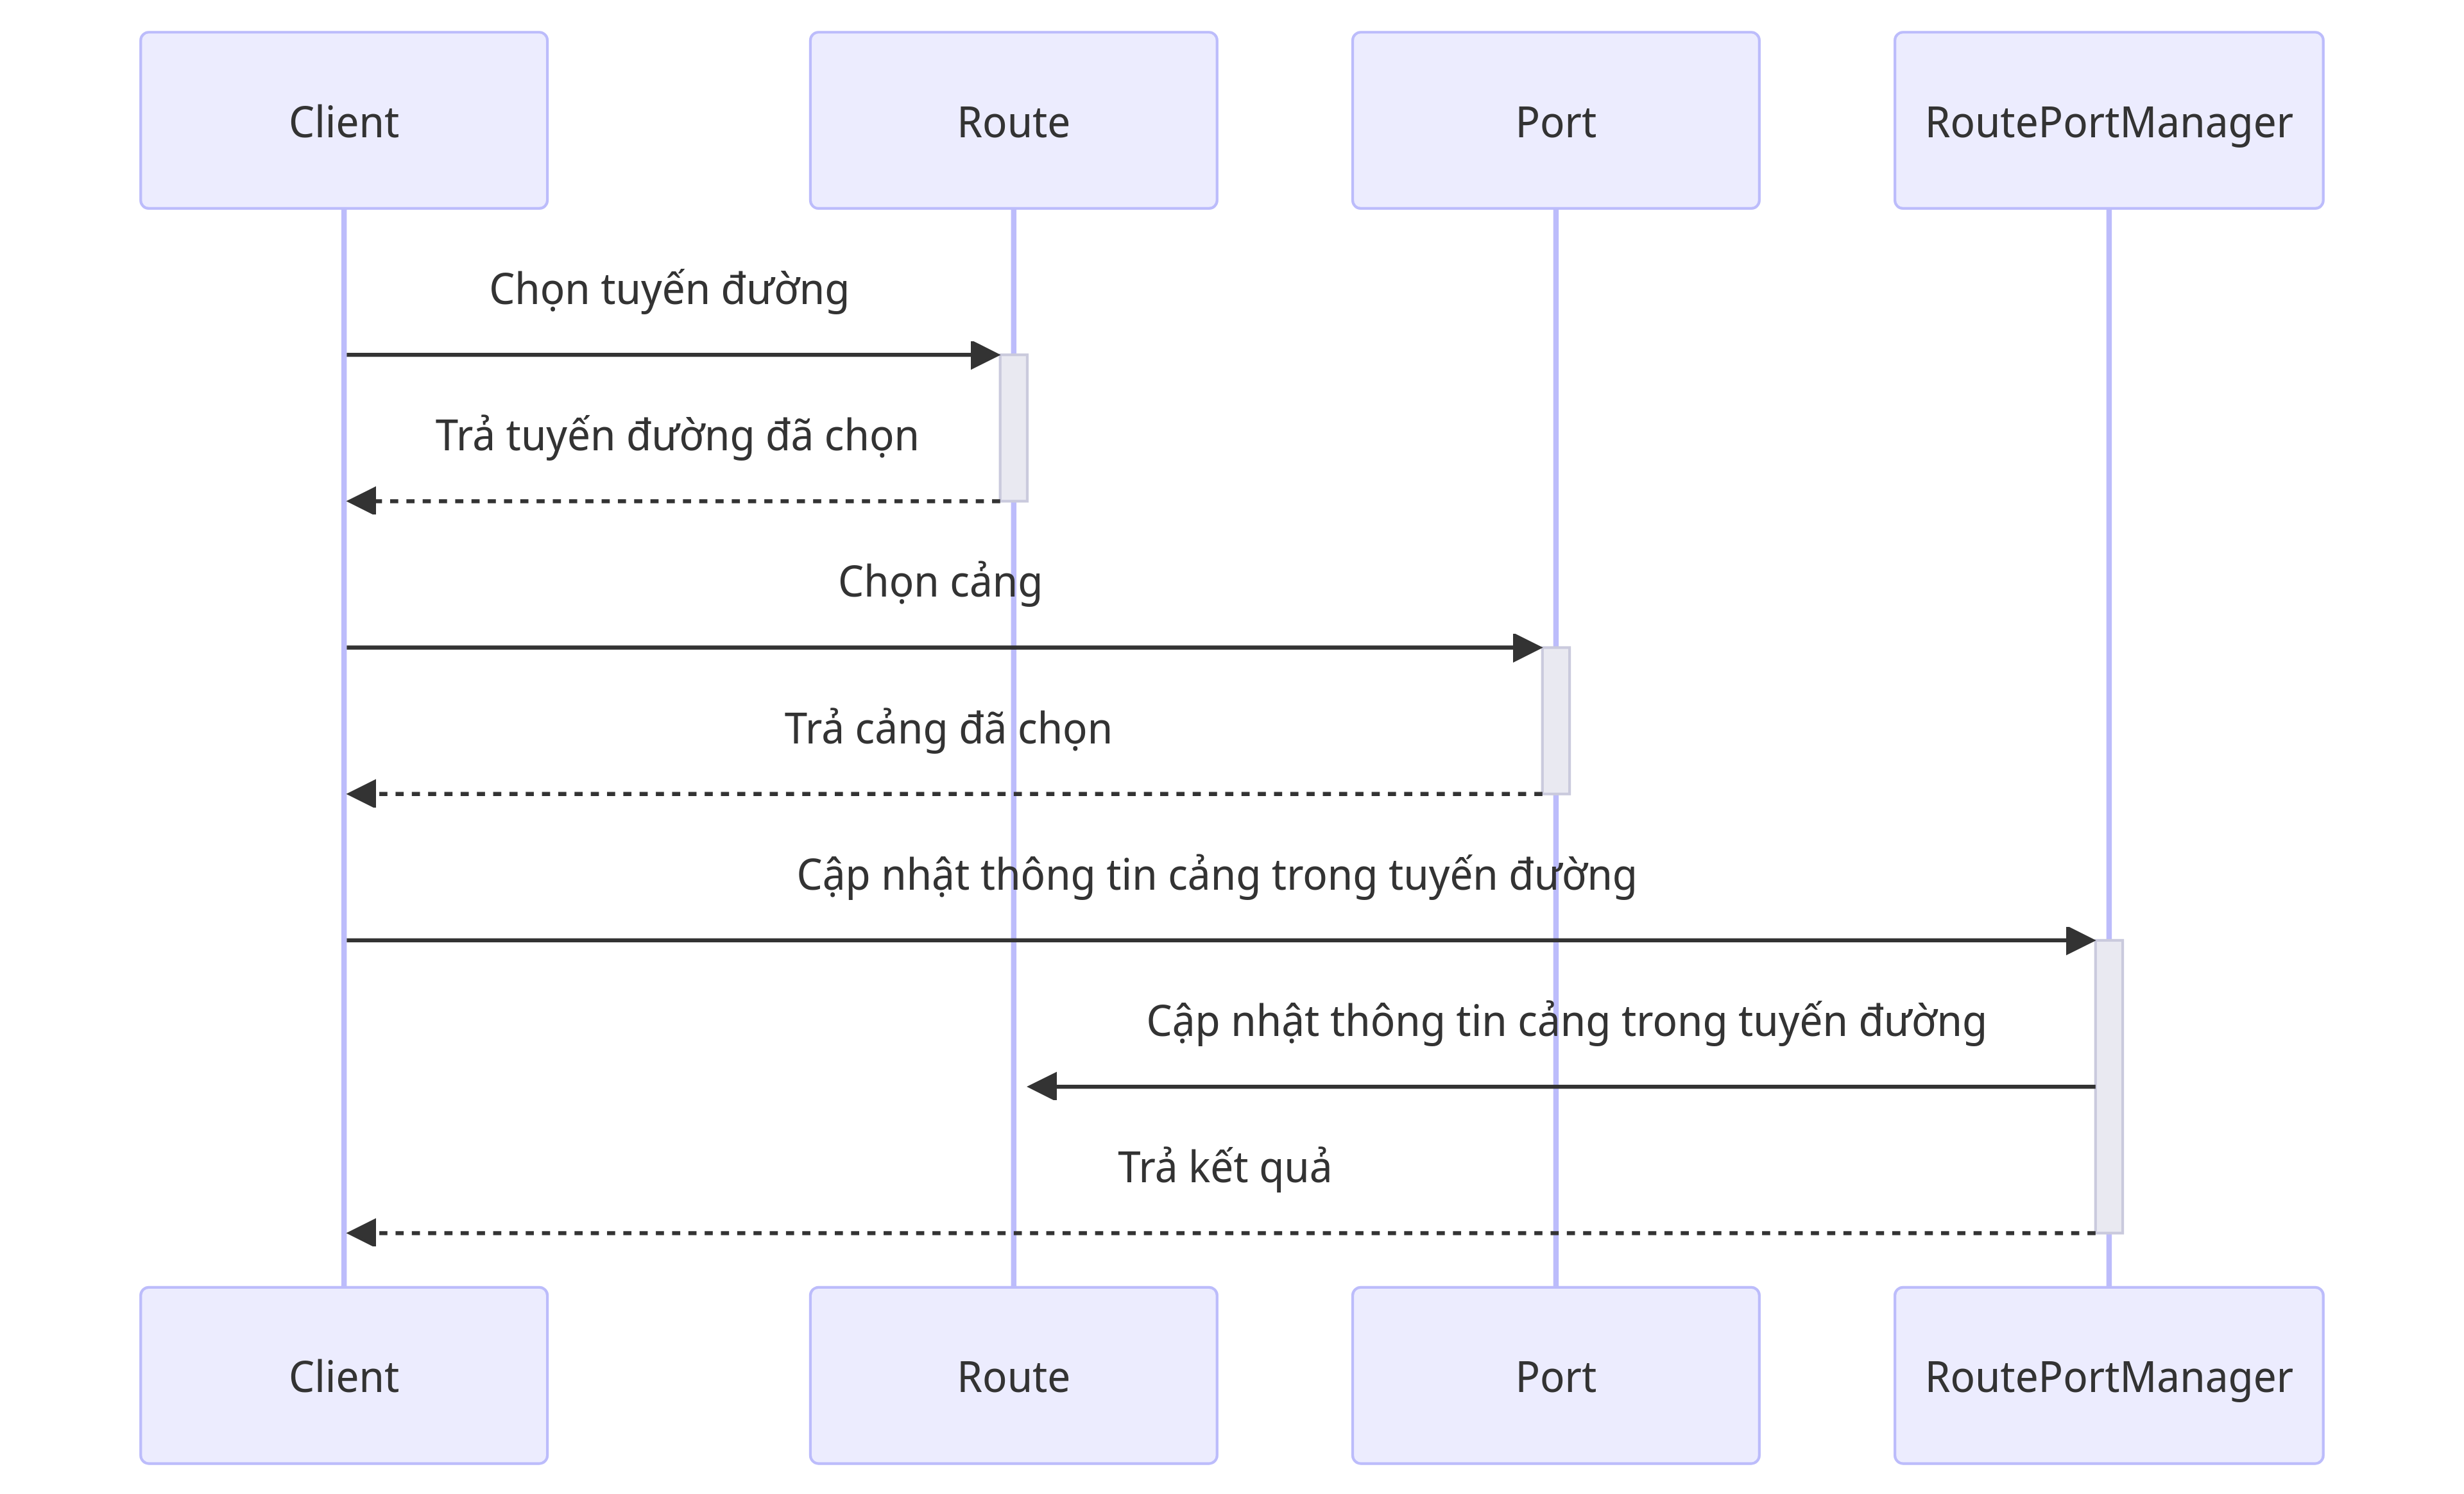 Client
Route
Port
RoutePortManager
Chọn tuyến đường
Trả tuyến đường đã chọn
Chọn cảng
Trả cảng đã chọn
Cập nhật thông tin cảng trong tuyến đường
Cập nhật thông tin cảng trong tuyến đường
Trả kết quả
Client
Route
Port
RoutePortManager